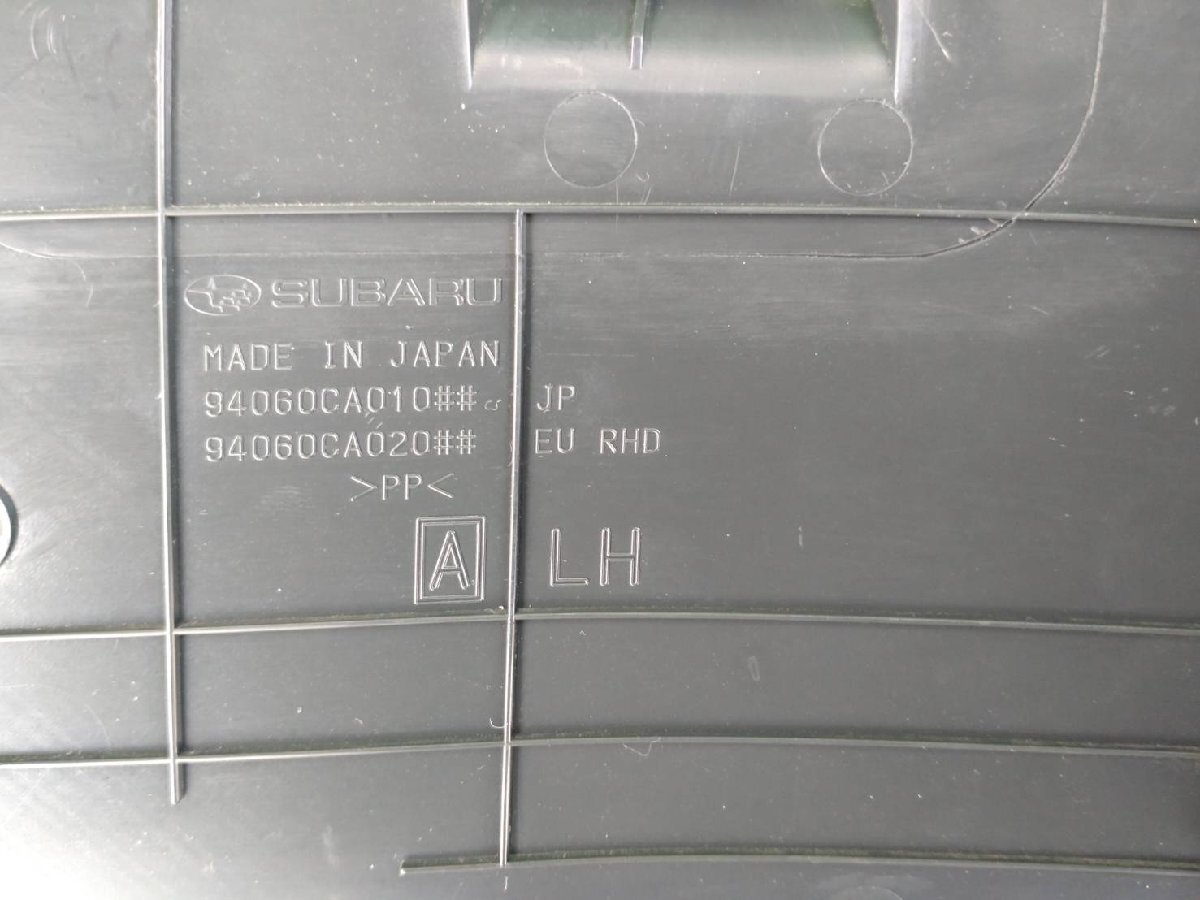 SUBARU
MADE IN JAPAN
94060CA010## JP
94060CA020## EU RHD
>PP<
A LH